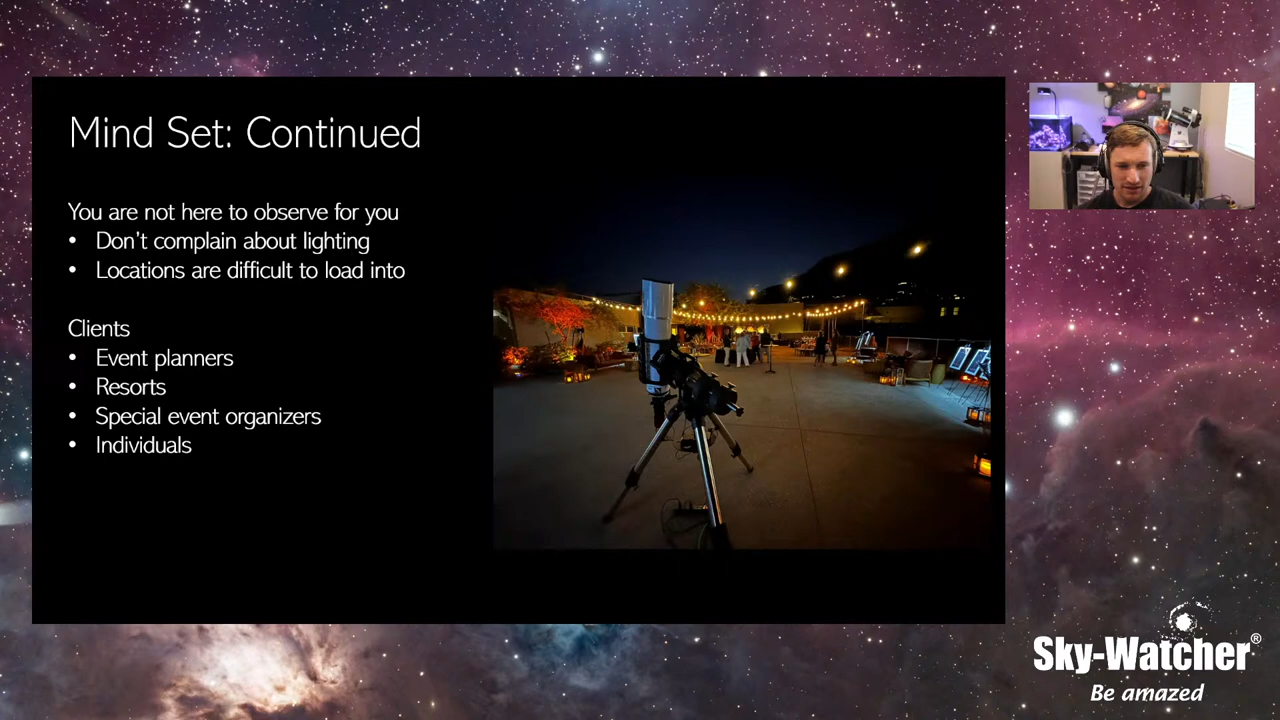 Mind Set: Continued
You are not here to observe for you
• Don't complain about lighting
• Locations are difficult to load into
Clients
• Event planners
• Resorts
• Special event organizers
• Individuals
Sky-Watcher®
Be amazed